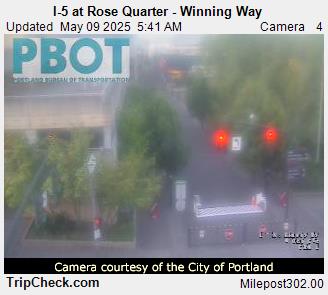 I-5 at Rose Quarter - Winning Way
Updated May 09 2025 5:41 AM Camera 4
PBOT
PORTLAND BUREAU OF TRANSPORTATION
Camera courtesy of the City of Portland
TripCheck.com Milepost302.00